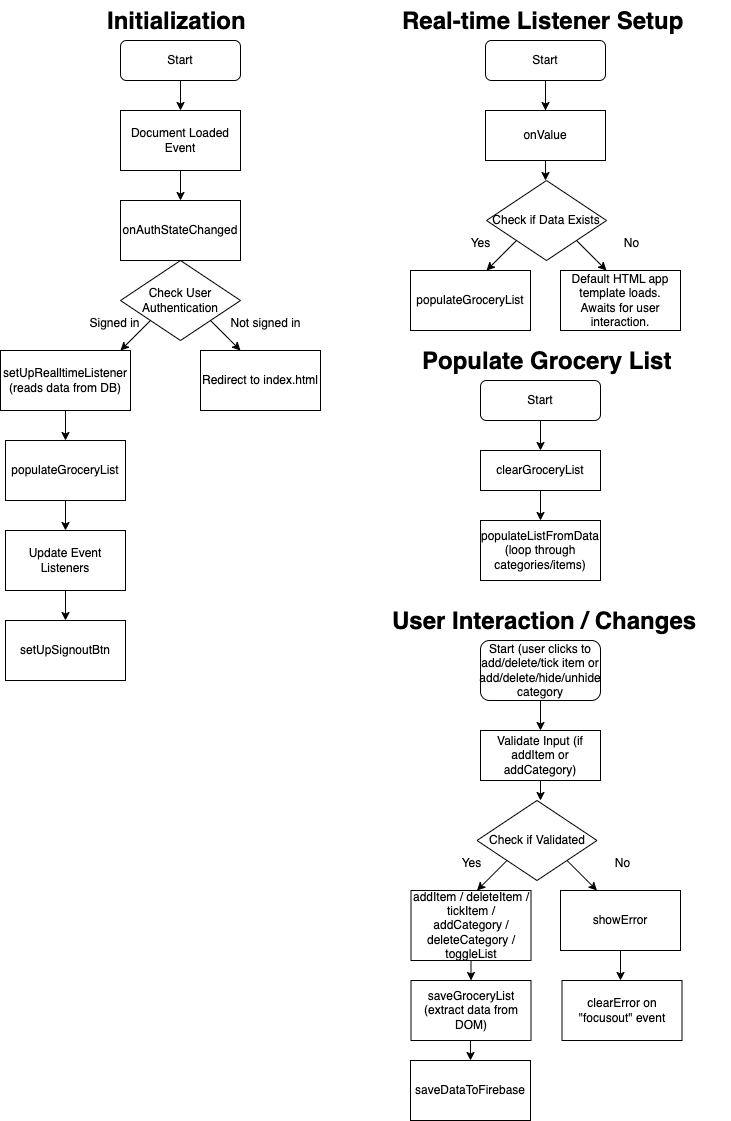 Initialization
Start
Document Loaded
Event
onAuthStateChanged
Check User
Authentication
Signed in
Not signed in
setUpRealltimeListener
(reads data from DB)
Redirect to index.html
populateGroceryList
Update Event
Listeners
setUpSignoutBtn
Real-time Listener Setup
Start
onValue
Check if Data Exists
Yes
No
populateGroceryList
Default HTML app
template loads.
Awaits for user
interaction.
Populate Grocery List
Start
clearGroceryList
populateListFromData
(loop through
categories/items)
User Interaction / Changes
Start (user clicks to
add/delete/tick item or
add/delete/hide/unhide
category
Validate Input (if
addItem or
addCategory)
Check if Validated
Yes
No
addItem / deleteItem /
tickItem /
addCategory /
deleteCategory /
toggleList
showError
saveGroceryList
(extract data from
DOM)
clearError on
"focusout" event
saveDataToFirebase